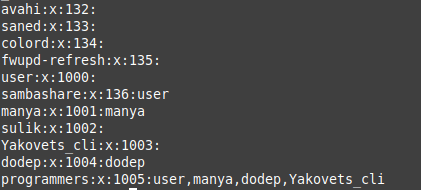 avahi:x:132:
saned:x:133:
colord:x:134:
fwupd-refresh:x:135:
user:x:1000:
sambashare:x:136:user
manya:x:1001:manya
sulik:x:1002:
Yakovets_cli:x:1003:
dodep:x:1004:dodep
programmers:x:1005:user,manya,dodep,Yakovets_cli